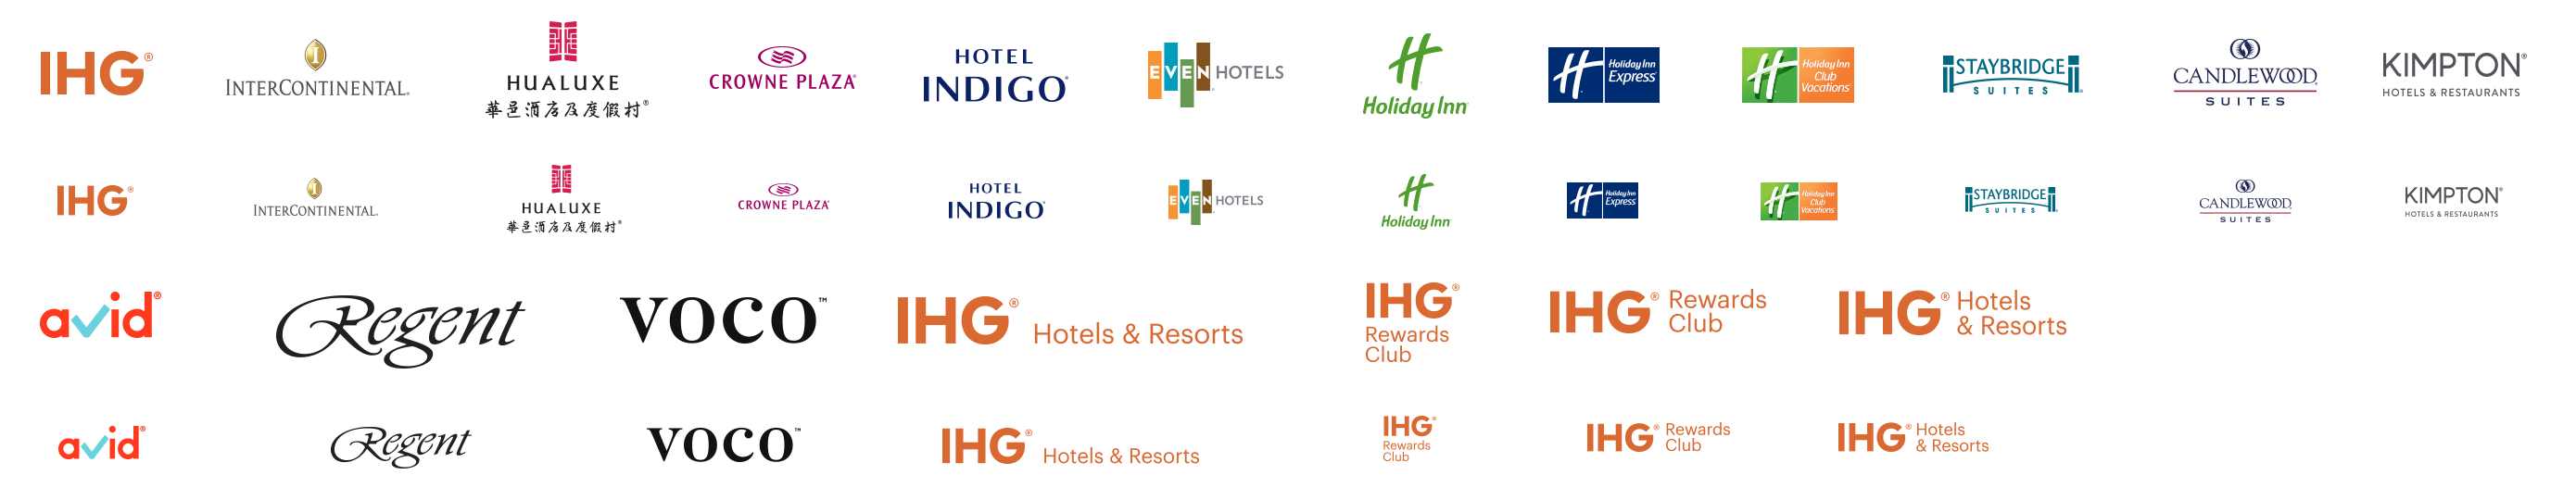 IHG®
INTERCONTINENTAL®
HUALUXE
華邑酒店及度假村®
CROWNE PLAZA®
HOTEL
INDIGO®
EVEN HOTELS
Holiday Inn®
Holiday Inn
Express®
Holiday Inn
Club
Vacations®
STAYBRIDGE
SUITES®
CANDLEWOOD
SUITES
KIMPTON®
HOTELS & RESTAURANTS
IHG®
INTERCONTINENTAL®
HUALUXE
華邑酒店及度假村®
CROWNE PLAZA®
HOTEL
INDIGO®
EVEN HOTELS
Holiday Inn
Holiday Inn
Express
Holiday Inn
Club
Vacations
STAYBRIDGE
SUITES®
CANDLEWOOD
SUITES
KIMPTON®
HOTELS & RESTAURANTS
avid®
Regent
VOCO™
IHG® Hotels & Resorts
IHG®
Rewards
Club
IHG® Rewards
Club
IHG® Hotels
& Resorts
avid®
Regent
VOCO™
IHG® Hotels & Resorts
IHG®
Rewards
Club
IHG® Rewards
Club
IHG® Hotels
& Resorts